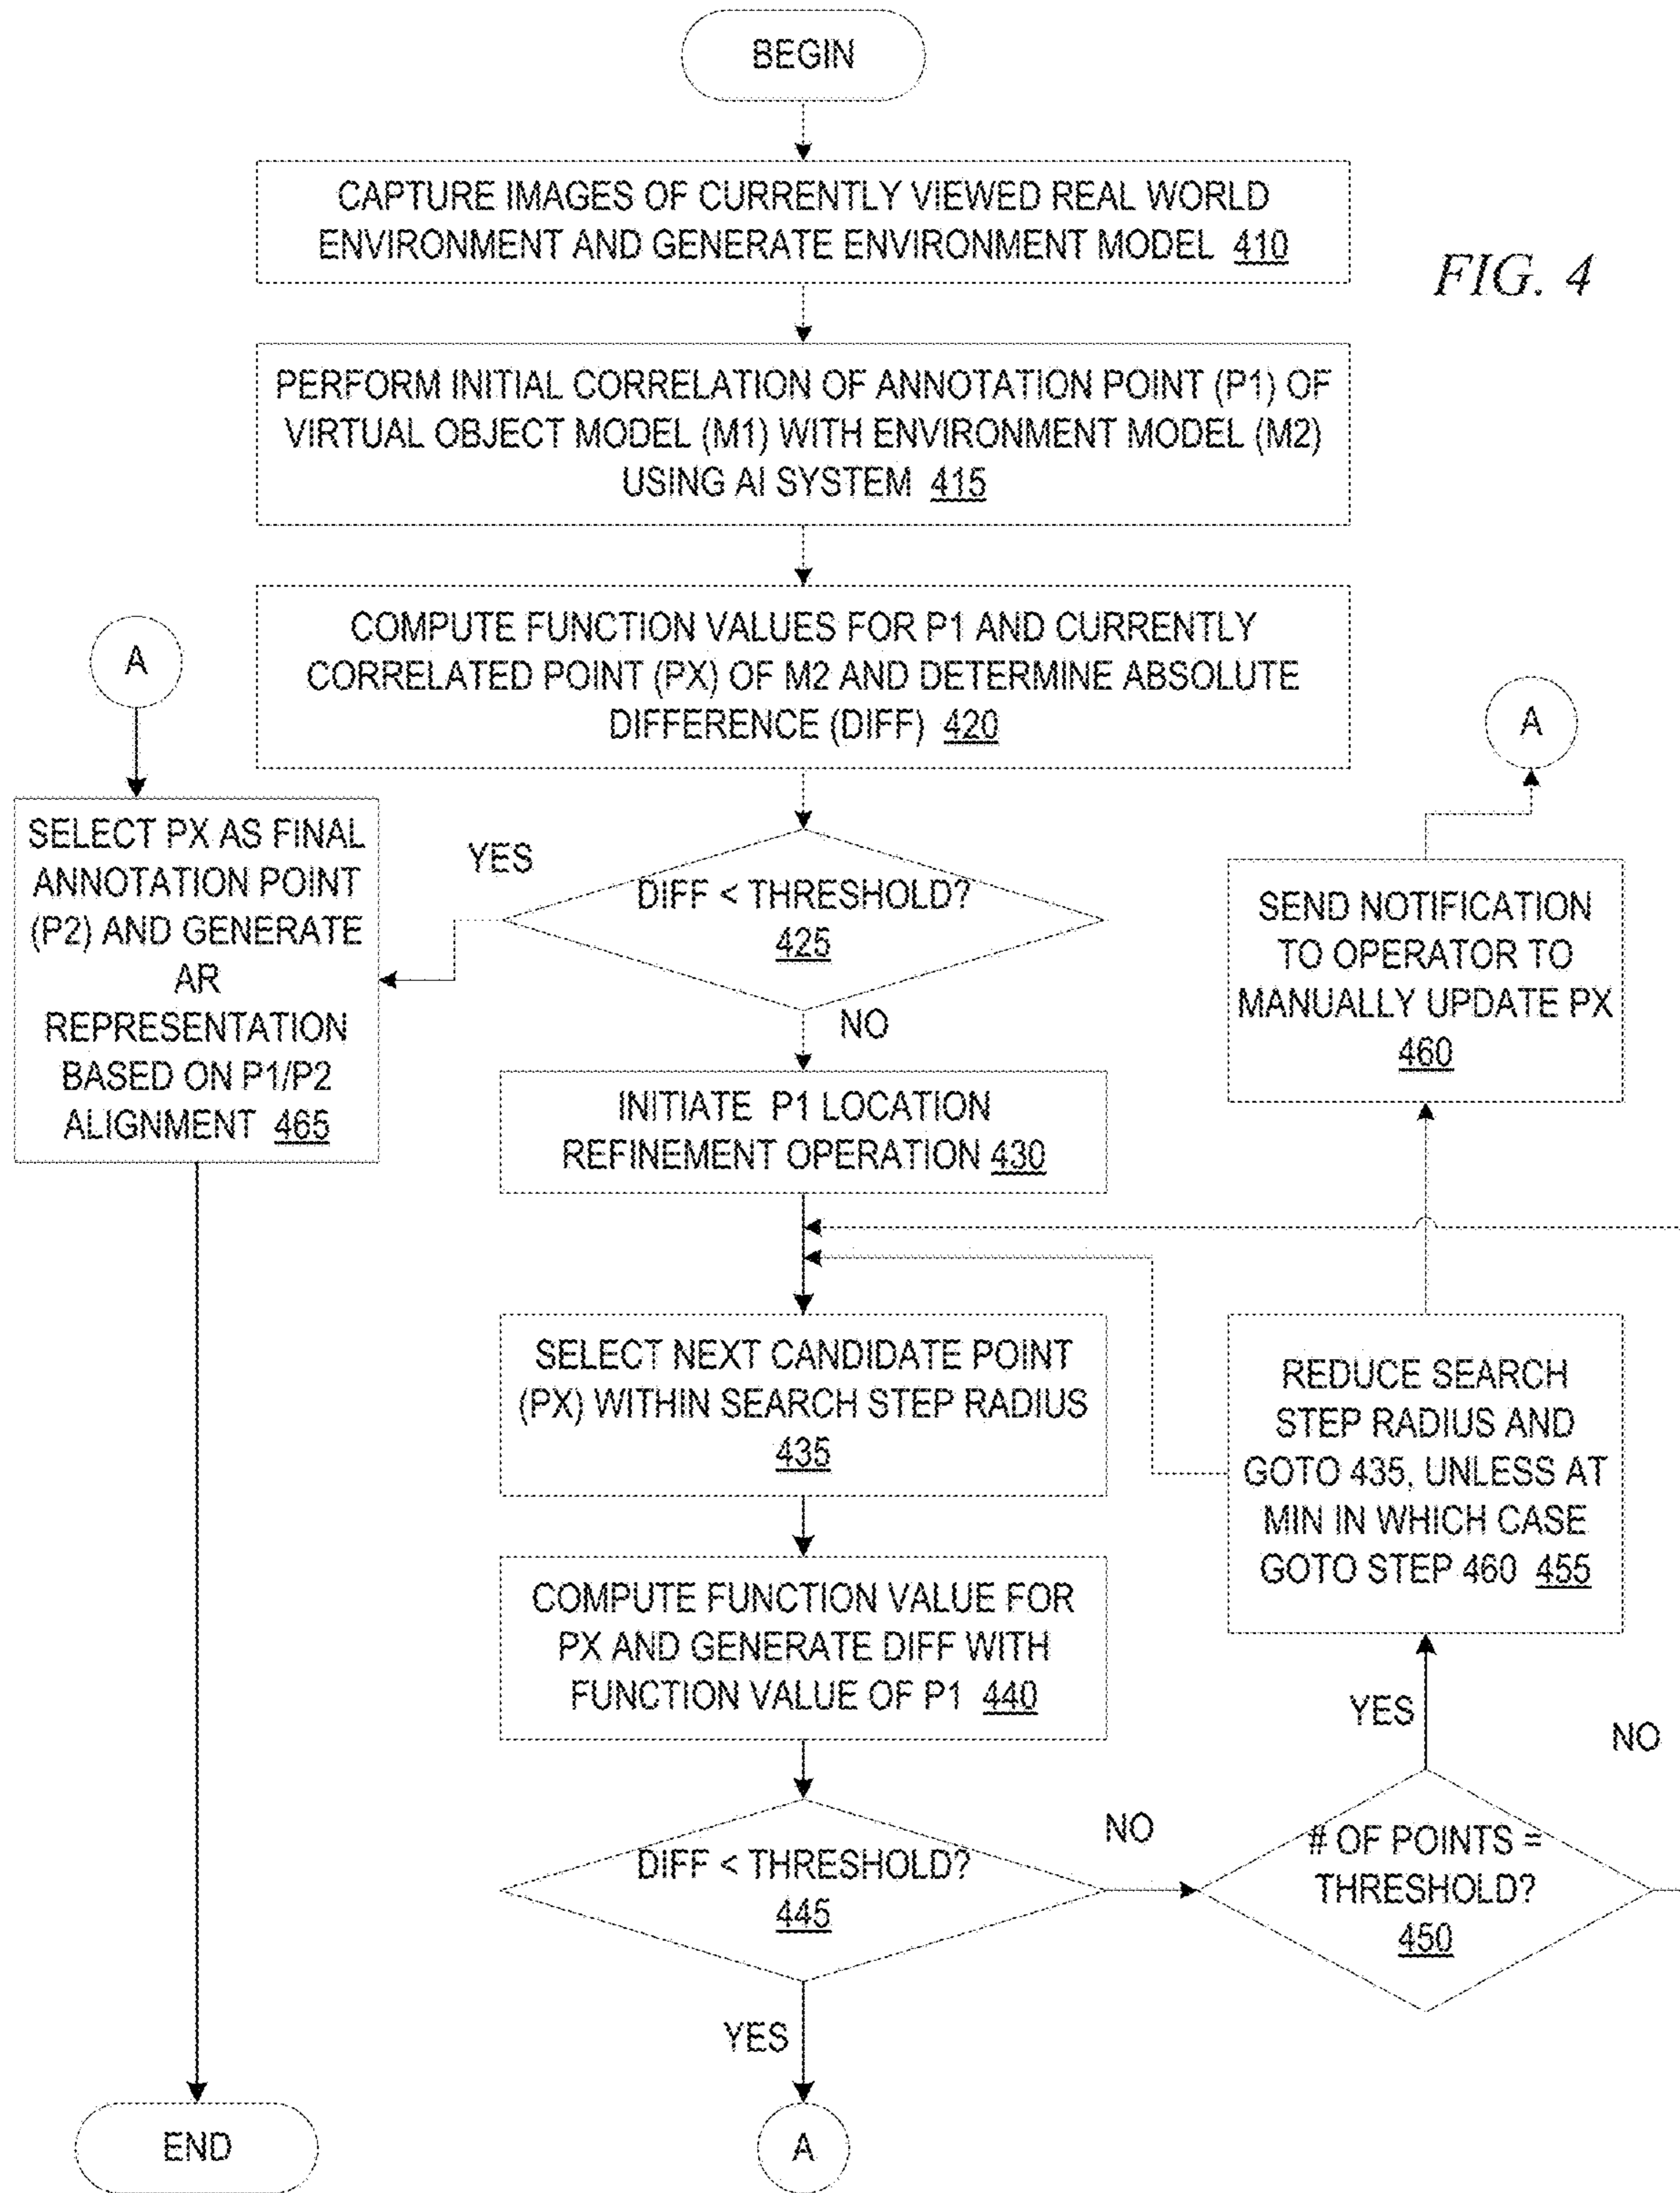 BEGIN
CAPTURE IMAGES OF CURRENTLY VIEWED REAL WORLD
ENVIRONMENT AND GENERATE ENVIRONMENT MODEL 410
FIG. 4
PERFORM INITIAL CORRELATION OF ANNOTATION POINT (P1) OF
VIRTUAL OBJECT MODEL (M1) WITH ENVIRONMENT MODEL (M2)
USING AI SYSTEM 415
COMPUTE FUNCTION VALUES FOR P1 AND CURRENTLY
CORRELATED POINT (PX) OF M2 AND DETERMINE ABSOLUTE
DIFFERENCE (DIFF) 420
A
A
SELECT PX AS FINAL
ANNOTATION POINT
(P2) AND GENERATE
AR
REPRESENTATION
BASED ON P1/P2
ALIGNMENT 465
YES
DIFF < THRESHOLD?
425
NO
SEND NOTIFICATION
TO OPERATOR TO
MANUALLY UPDATE PX
460
INITIATE P1 LOCATION
REFINEMENT OPERATION 430
SELECT NEXT CANDIDATE POINT
(PX) WITHIN SEARCH STEP RADIUS
435
REDUCE SEARCH
STEP RADIUS AND
GOTO 435, UNLESS AT
MIN IN WHICH CASE
GOTO STEP 460 455
COMPUTE FUNCTION VALUE FOR
PX AND GENERATE DIFF WITH
FUNCTION VALUE OF P1 440
YES
NO
DIFF < THRESHOLD?
445
NO
# OF POINTS =
THRESHOLD?
450
YES
END
A